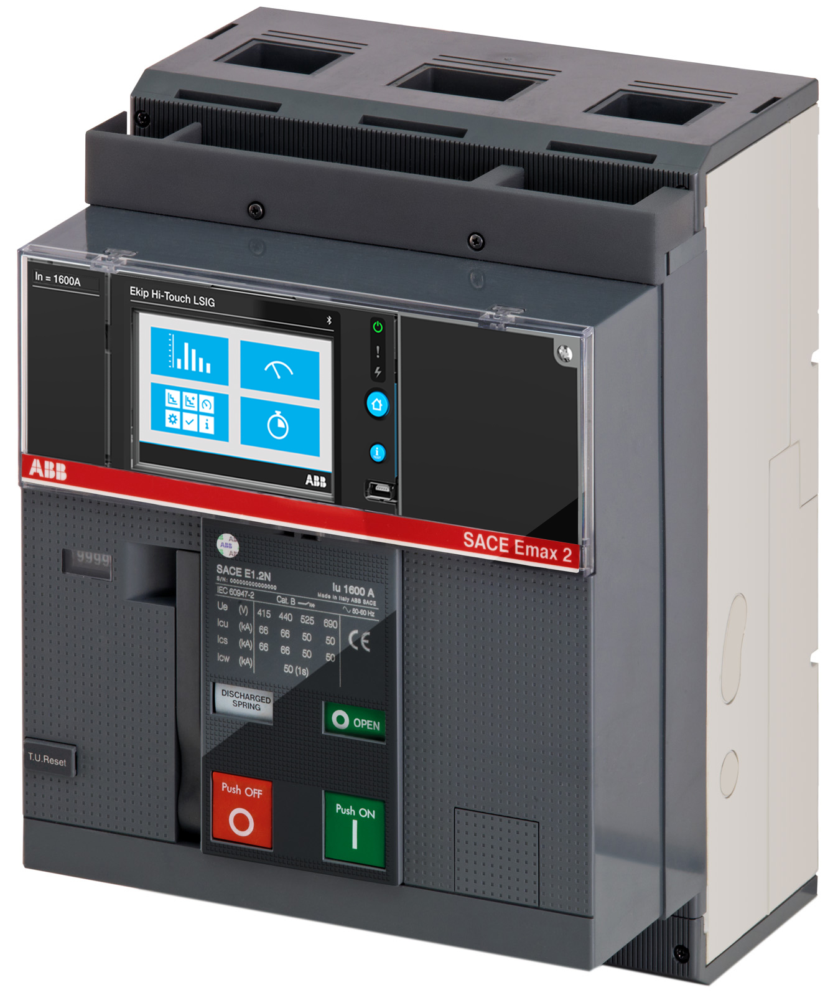 In = 1600A
Ekip Hi-Touch LSIG
ABB
TEST
ABB
SACE Emax 2
9999
ABB
SACE E1.2N
S/N: 000000000000000
Iu 1600 A
Made in Italy ABB SACE
IEC 60947-2
Cat. B
50-60 Hz
Ue (V) 415 440 525 690
Icu (kA) 66 66 50 50
Ics (kA) 66 66 50 50
Icw (kA) 50 (1s)
CE
DISCHARGED
SPRING
O OPEN
T.U.Reset
Push OFF
O
Push ON
I